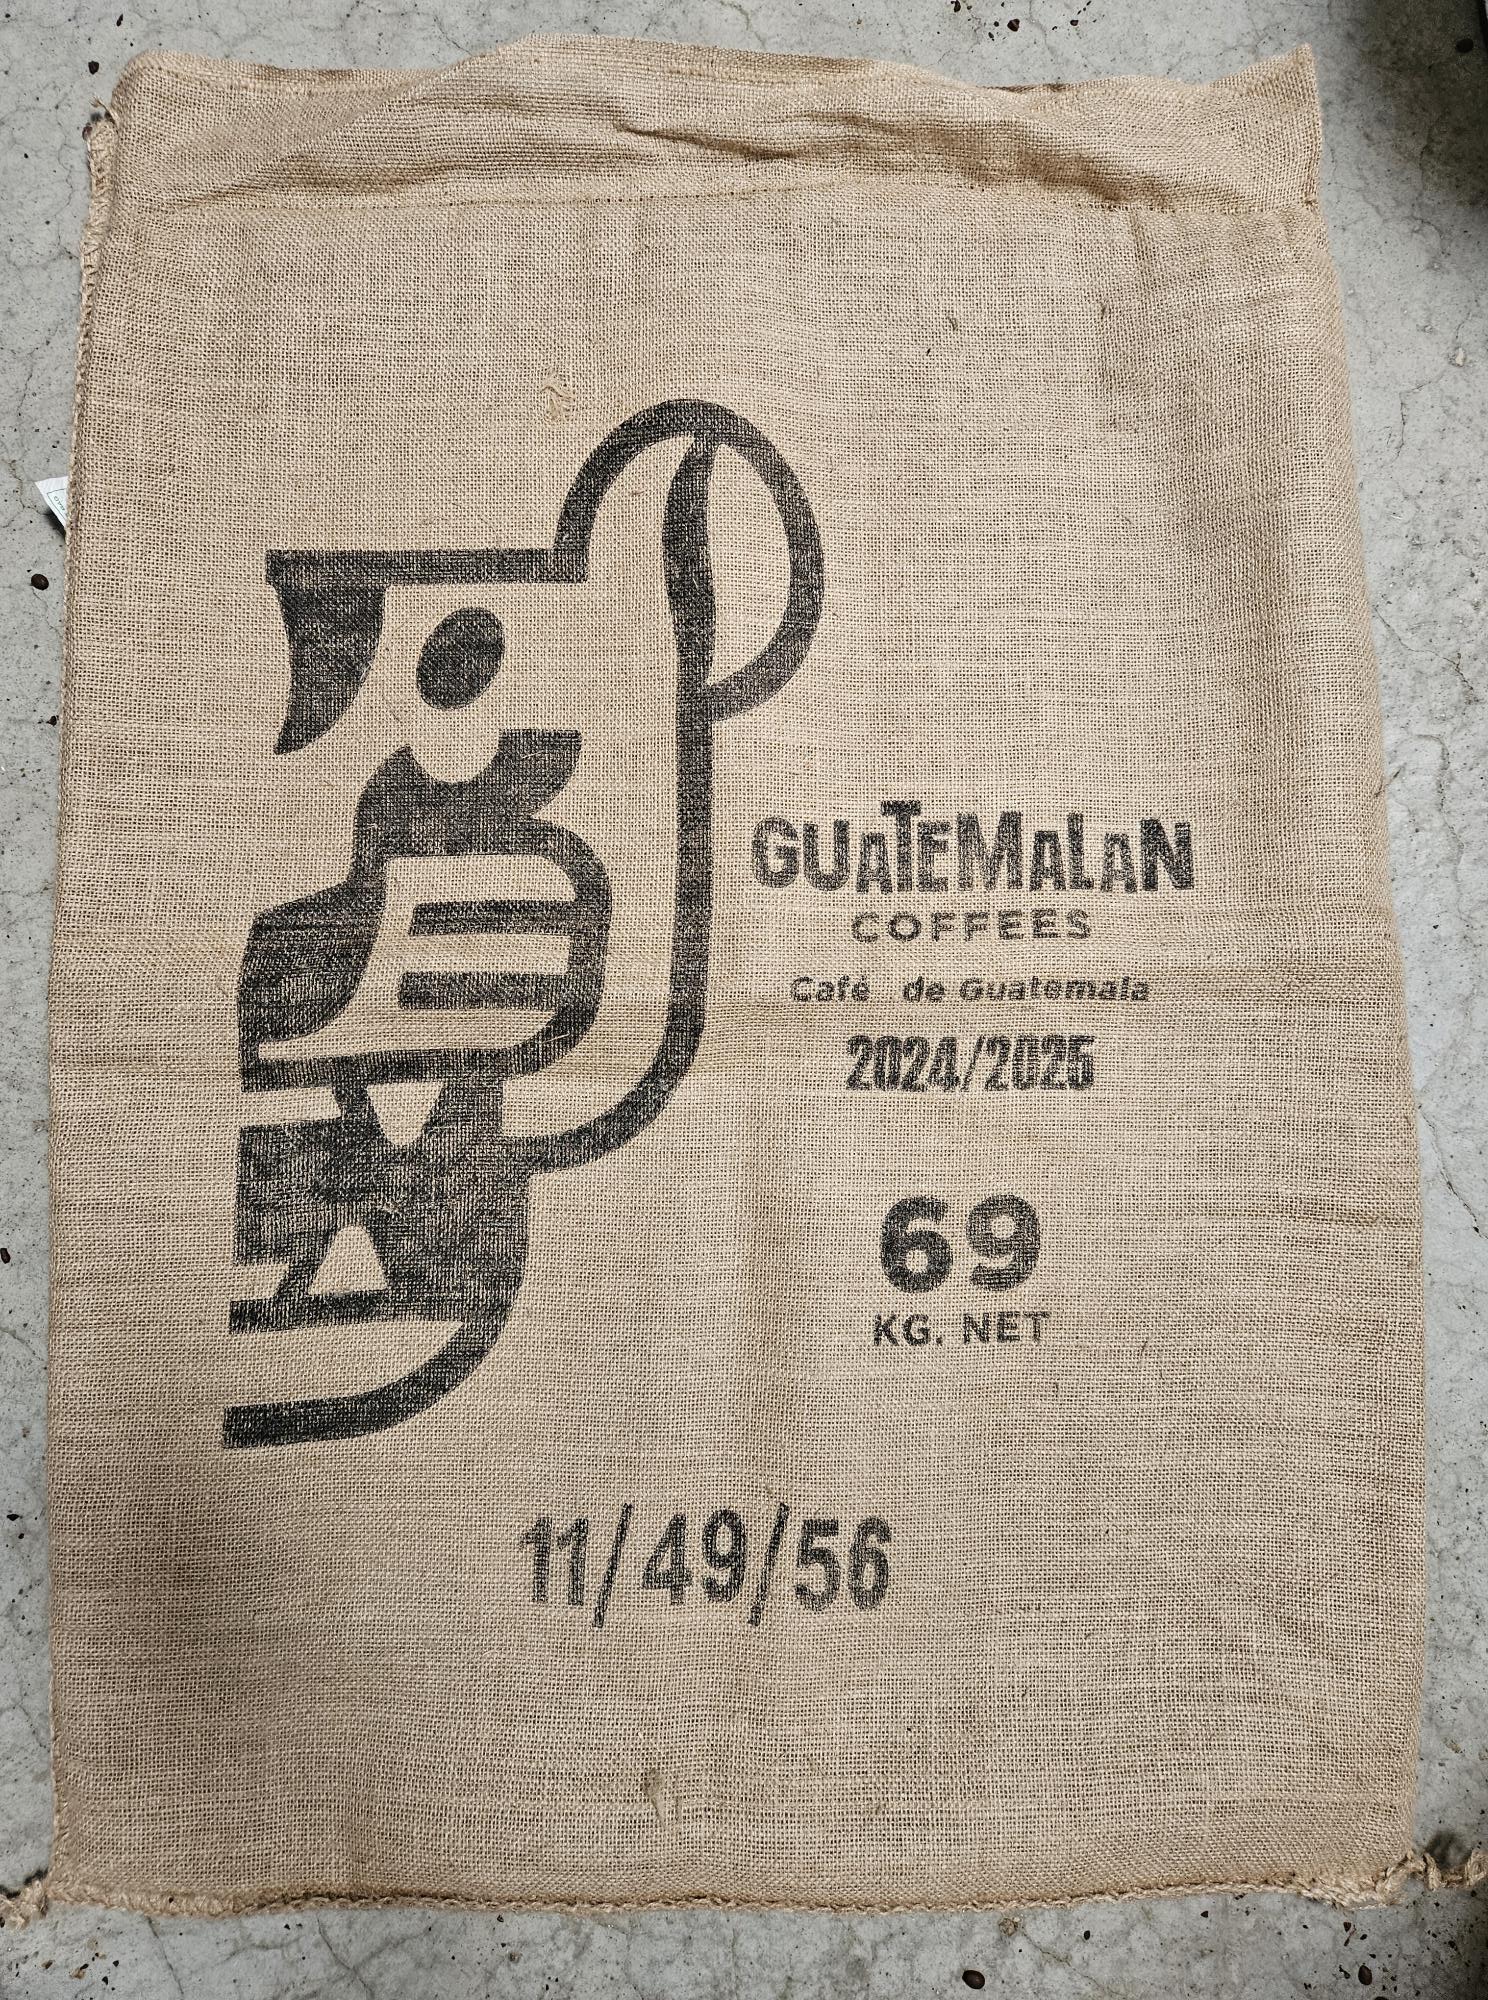 GUATEMALAN
COFFEES
Café de Guatemala
2024/2025
69
KG. NET
11/49/56